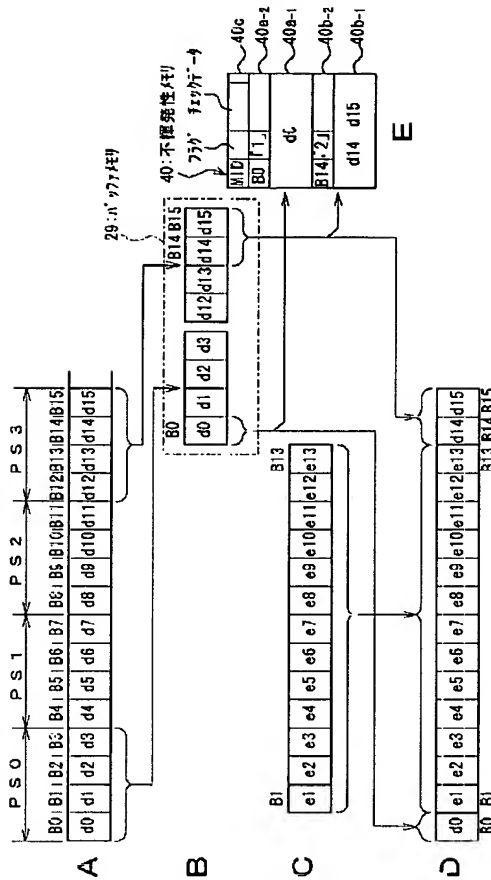 PS0 PS1 PS2 PS3
B0 B1 B2 B3 B4 B5 B6 B7 B8 B9 B10 B11 B12 B13 B14 B15
A d0 d1 d2 d3 d4 d5 d6 d7 d8 d9 d10 d11 d12 d13 d14 d15
29:バッファメモリ
B0 B14 B15
B d0 d1 d2 d3 d12 d13 d14 d15
B1 B13
C e1 e2 e3 e4 e5 e6 e7 e8 e9 e10 e11 e12 e13
D d0 e1 e2 e3 e4 e5 e6 e7 e8 e9 e10 e11 e12 e13 d14 d15
B0 B1 B13 B14 B15
40:不揮発性メモリ
フラグ チェックデータ
MID 40c
B0 「1」 40a-2
d0 40a-1
B14 「2」 40b-2
d14 d15 40b-1
E